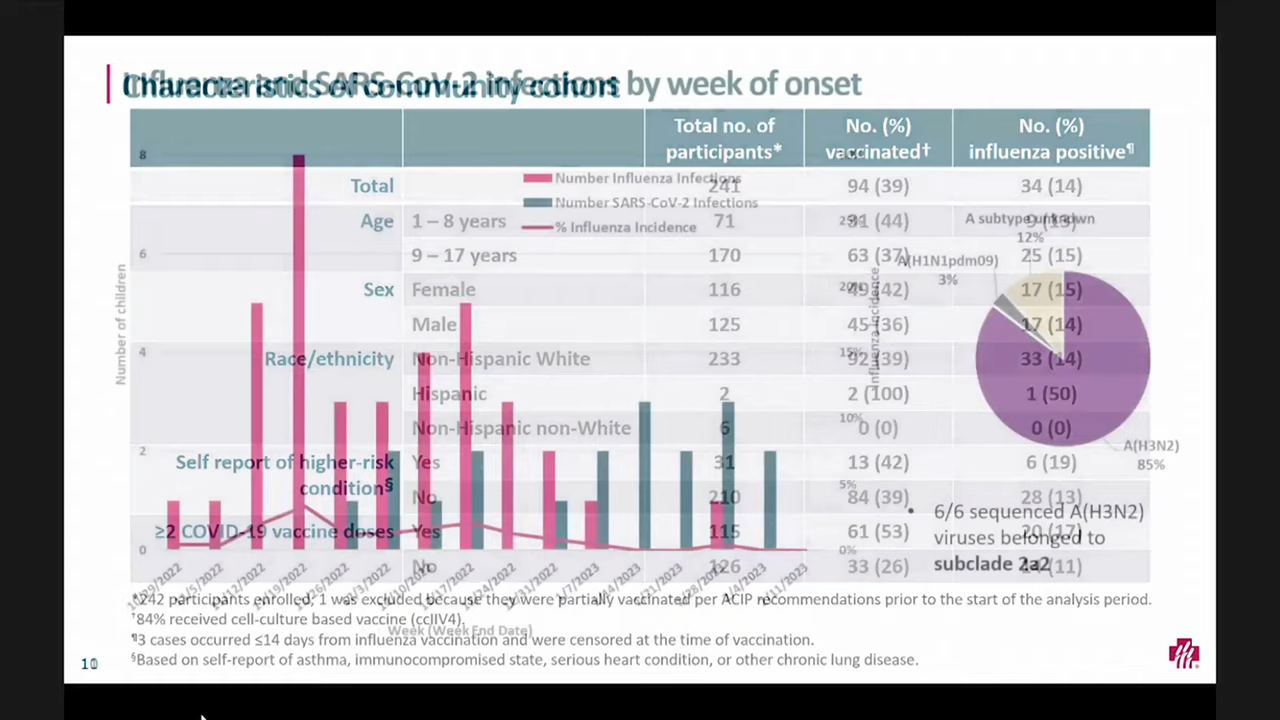 Characteristics of community cohort
Influenza and SARS-CoV-2 infections by week of onset
Total no. of participants* No. (%) vaccinated† No. (%) influenza positive¶
Total 241 94 (39) 34 (14)
Age 1 – 8 years 71 31 (44) 9 (13)
9 – 17 years 170 63 (37) 25 (15)
Sex Female 116 49 (42) 17 (15)
Male 125 45 (36) 17 (14)
Race/ethnicity Non-Hispanic White 233 92 (39) 33 (14)
Hispanic 2 2 (100) 1 (50)
Non-Hispanic non-White 6 0 (0) 0 (0)
Self report of higher-risk condition§ Yes 31 13 (42) 6 (19)
No 210 84 (39) 28 (13)
≥2 COVID-19 vaccine doses Yes 115 61 (53) 20 (17)
No 126 33 (26) (11)
Number Influenza Infections
Number SARS-CoV-2 Infections
% Influenza Incidence
Number of children
8
6
4
2
0
Influenza Incidence
20%
15%
10%
5%
0%
Week (Week End Date)
A subtype unknown
12%
A(H1N1pdm09)
3%
A(H3N2)
85%
• 6/6 sequenced A(H3N2)
viruses belonged to
subclade 2a2
*242 participants enrolled; 1 was excluded because they were partially vaccinated per ACIP recommendations prior to the start of the analysis period.
†84% received cell-culture based vaccine (ccIIV4).
¶3 cases occurred ≤14 days from influenza vaccination and were censored at the time of vaccination.
§Based on self-report of asthma, immunocompromised state, serious heart condition, or other chronic lung disease.